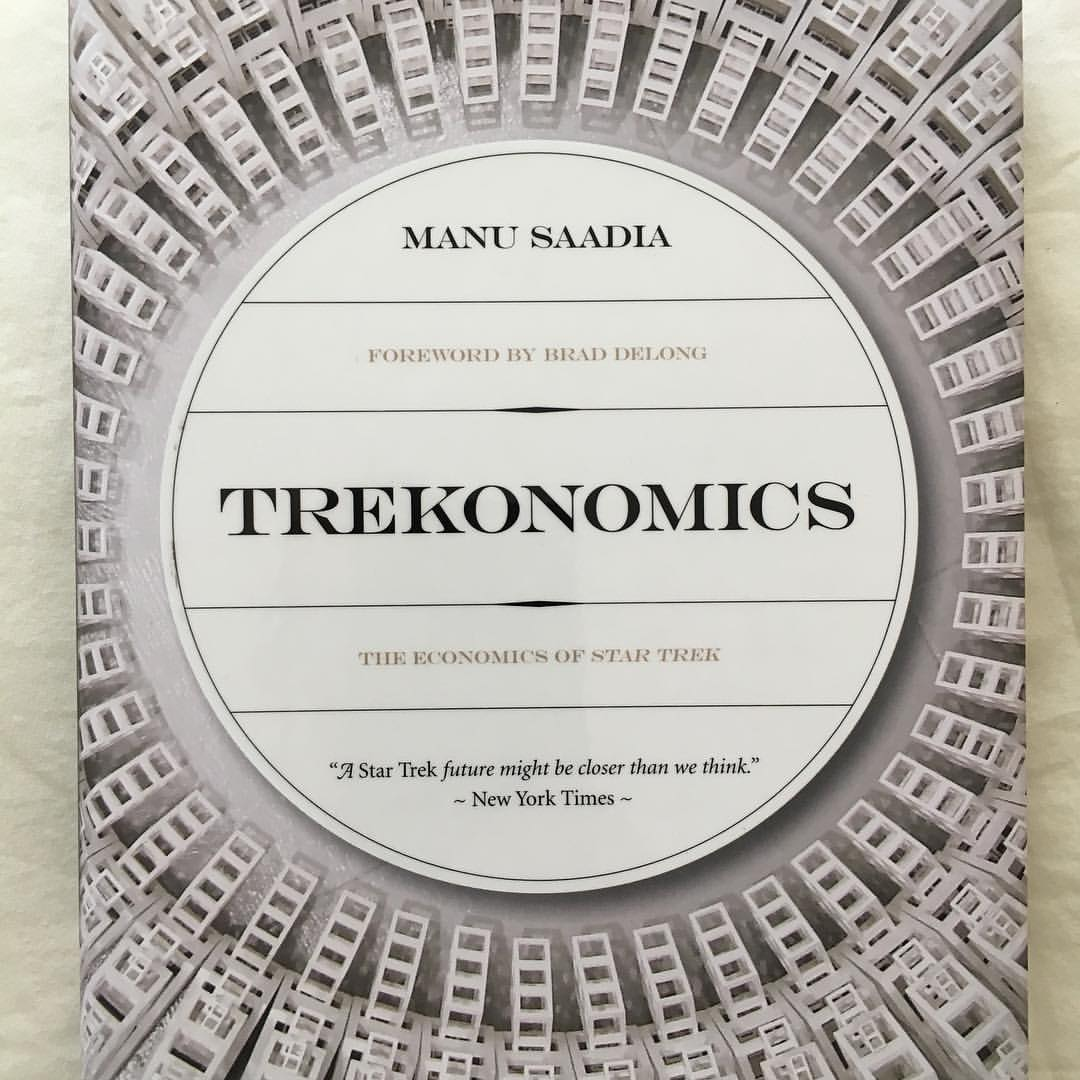 MANU SAADIA
FOREWORD BY BRAD DELONG
TREKONOMICS
THE ECONOMICS OF STAR TREK
“A Star Trek future might be closer than we think.”
~ New York Times ~